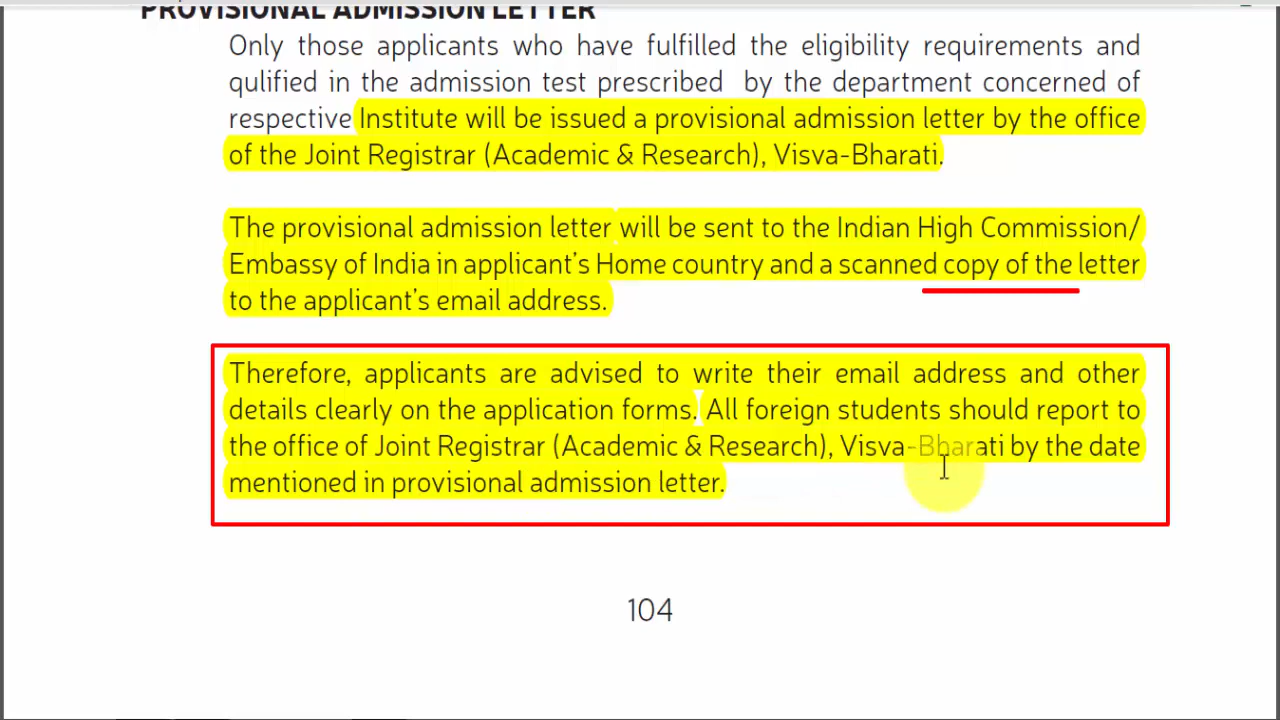 PROVISIONAL ADMISSION LETTER
Only those applicants who have fulfilled the eligibility requirements and
qulified in the admission test prescribed by the department concerned of
respective Institute will be issued a provisional admission letter by the office
of the Joint Registrar (Academic & Research), Visva-Bharati.
The provisional admission letter will be sent to the Indian High Commission/
Embassy of India in applicant's Home country and a scanned copy of the letter
to the applicant's email address.
Therefore, applicants are advised to write their email address and other
details clearly on the application forms. All foreign students should report to
the office of Joint Registrar (Academic & Research), Visva-Bharati by the date
mentioned in provisional admission letter.
104